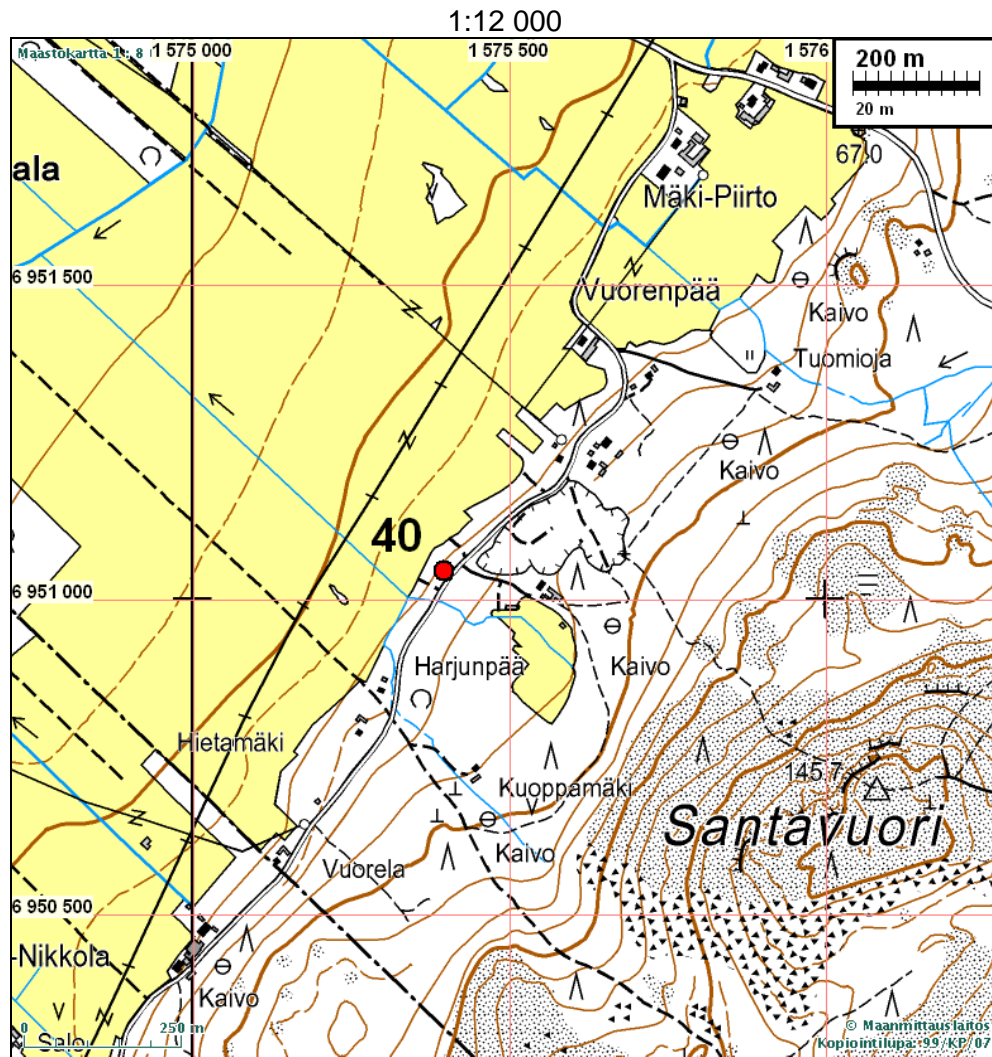 1:12 000
Maastokartta 1 : 8
1 575 000
1 575 500
1 576
200 m
20 m
67.0
ala
Mäki-Piirto
6 951 500
Vuorenpää
Kaivo
Tuomioja
Kaivo
40
6 951 000
Harjunpää
Kaivo
Hietamäki
145.7
Kuoppamäki
Santavuori
Kaivo
Vuorela
6 950 500
-Nikkola
Kaivo
0
250 m
Salo
© Maanmittauslaitos
Kopiointilupa: 99/KP/07